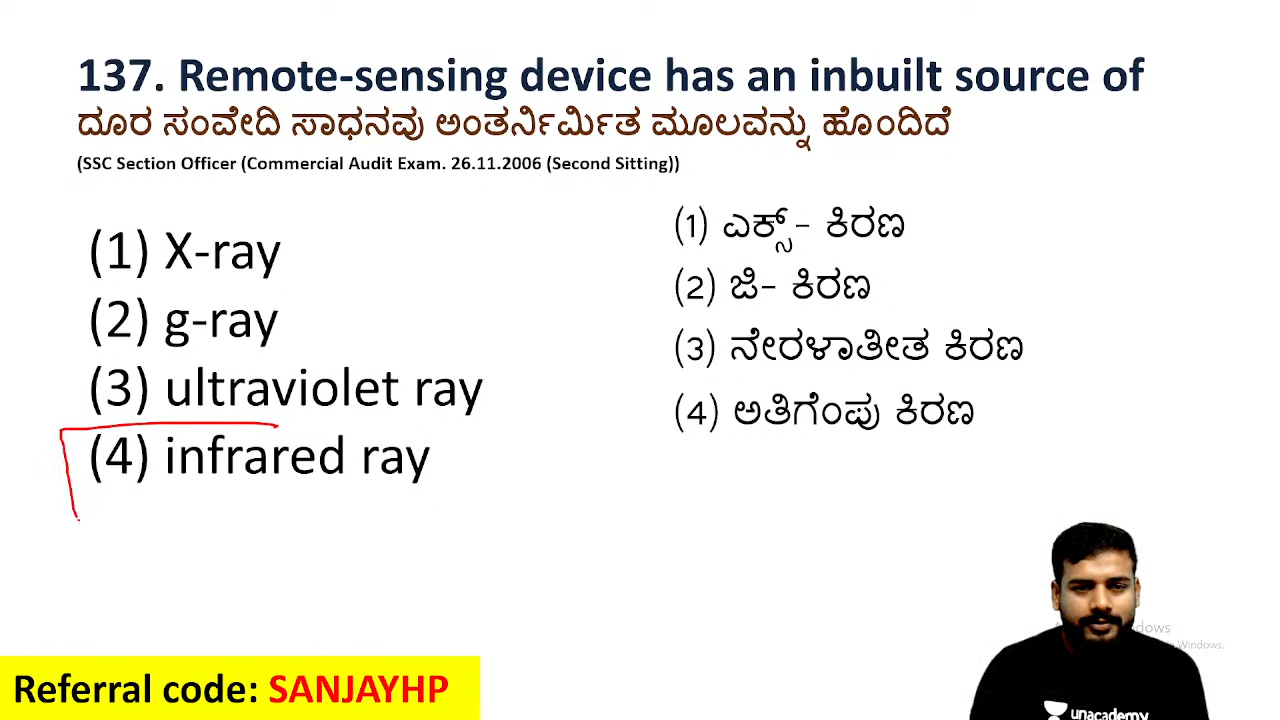 137. Remote-sensing device has an inbuilt source of
ದೂರ ಸಂವೇದಿ ಸಾಧನವು ಅಂತರ್ನಿರ್ಮಿತ ಮೂಲವನ್ನು ಹೊಂದಿದೆ
(SSC Section Officer (Commercial Audit Exam. 26.11.2006 (Second Sitting))
(1) X-ray
(2) g-ray
(3) ultraviolet ray
(4) infrared ray
(1) ಎಕ್ಸ್- ಕಿರಣ
(2) ಜಿ- ಕಿರಣ
(3) ನೇರಳಾತೀತ ಕಿರಣ
(4) ಅತಿಗೆಂಪು ಕಿರಣ
Windows.
unacademy
Referral code: SANJAYHP